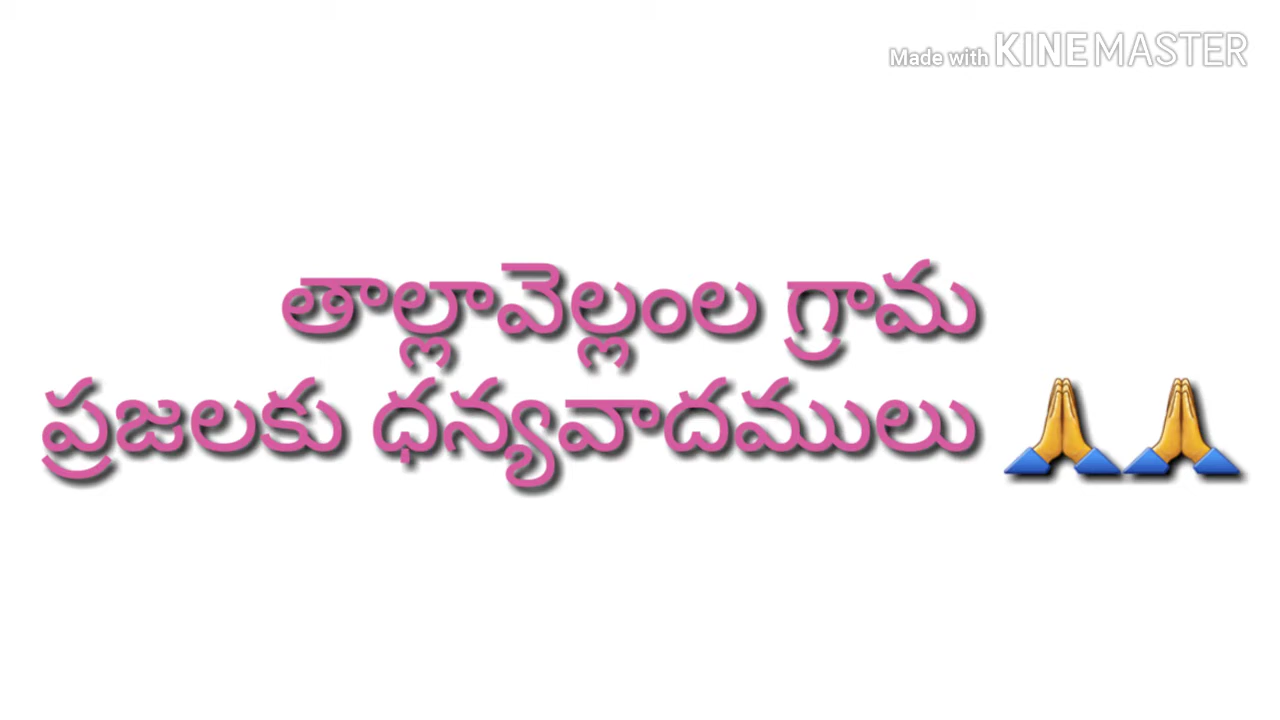 Made with KINEMASTER
తాల్లావెల్లంల గ్రామ
ప్రజలకు ధన్యవాదములు 🙏🙏